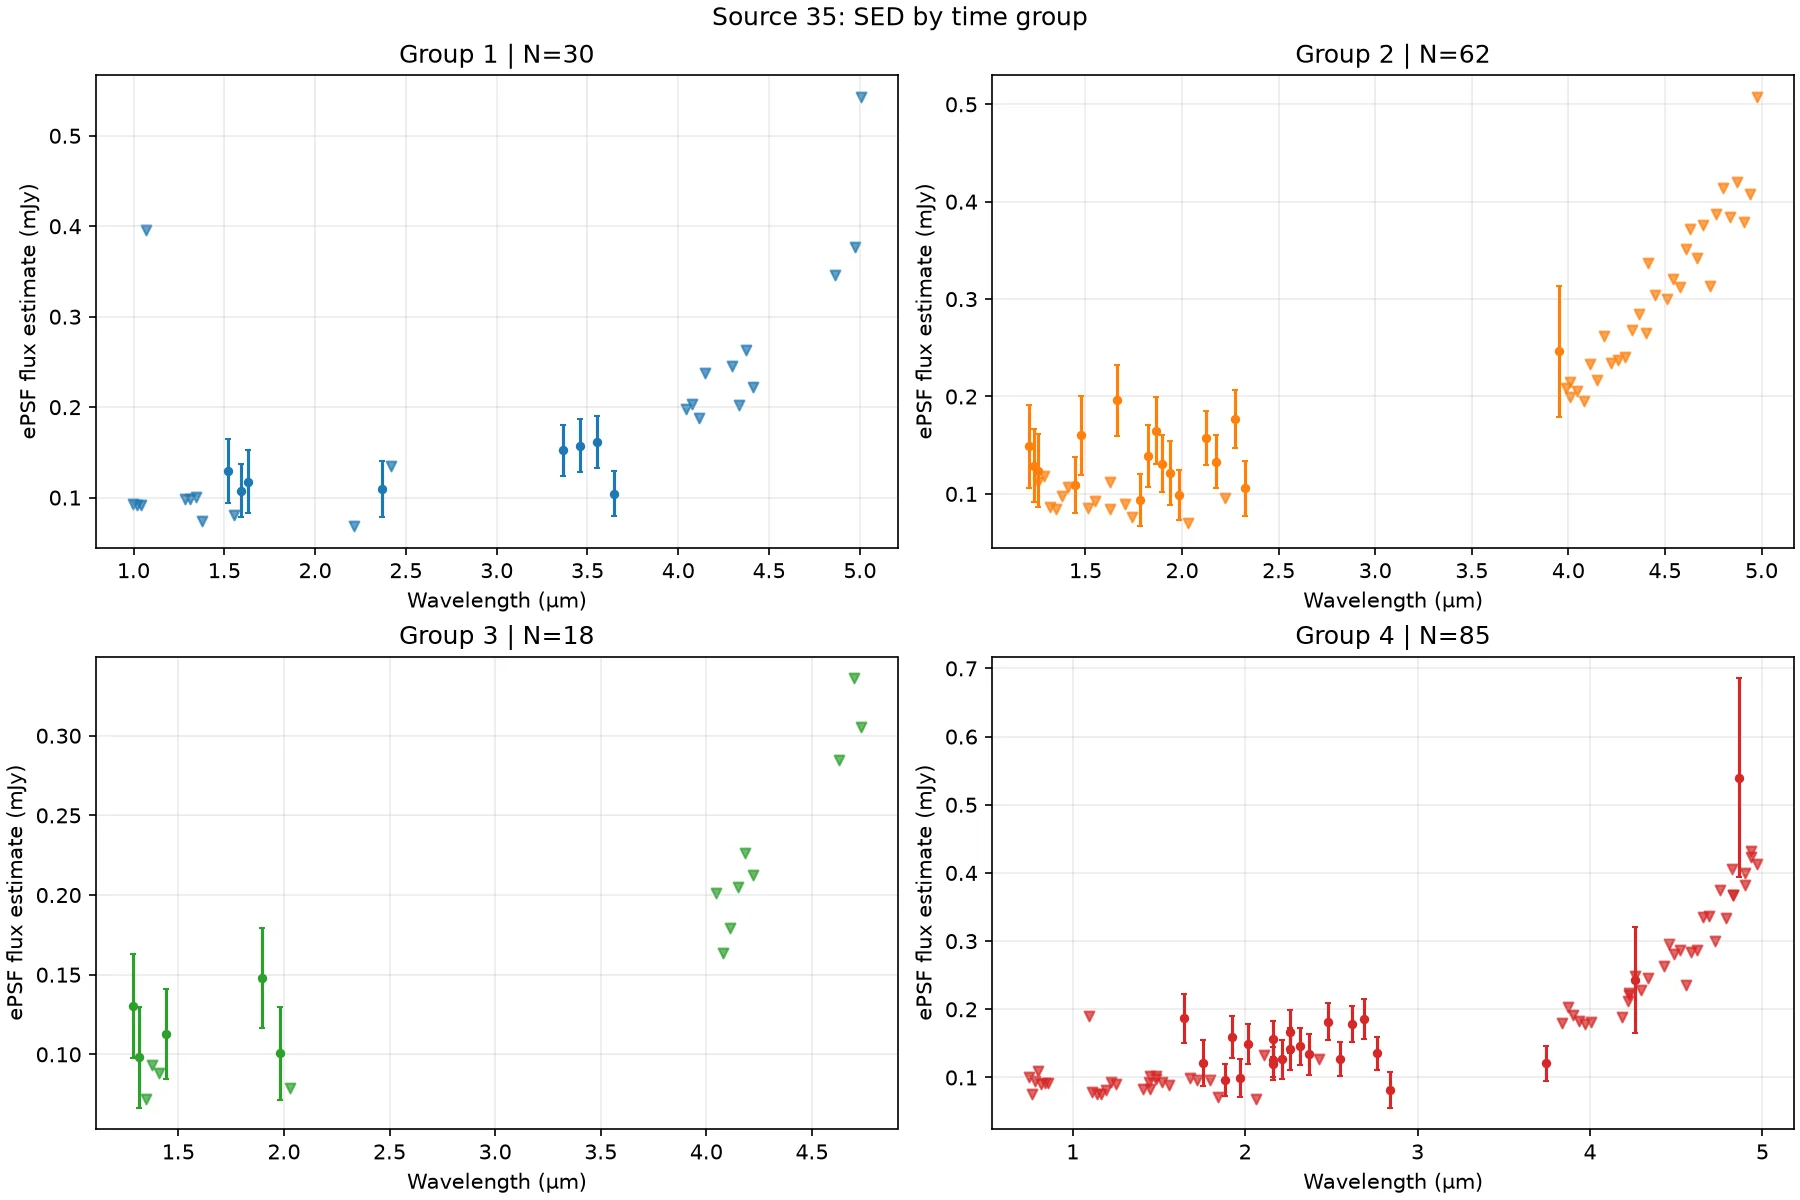 Source 35: SED by time group
Group 1 | N=30
0.5
0.4
0.3
0.2
0.1
ePSF flux estimate (mJy)
1.0 1.5 2.0 2.5 3.0 3.5 4.0 4.5 5.0
Wavelength (μm)
Group 2 | N=62
0.5
0.4
0.3
0.2
0.1
ePSF flux estimate (mJy)
1.5 2.0 2.5 3.0 3.5 4.0 4.5 5.0
Wavelength (μm)
Group 3 | N=18
0.30
0.25
0.20
0.15
0.10
ePSF flux estimate (mJy)
1.5 2.0 2.5 3.0 3.5 4.0 4.5
Wavelength (μm)
Group 4 | N=85
0.7
0.6
0.5
0.4
0.3
0.2
0.1
ePSF flux estimate (mJy)
1 2 3 4 5
Wavelength (μm)